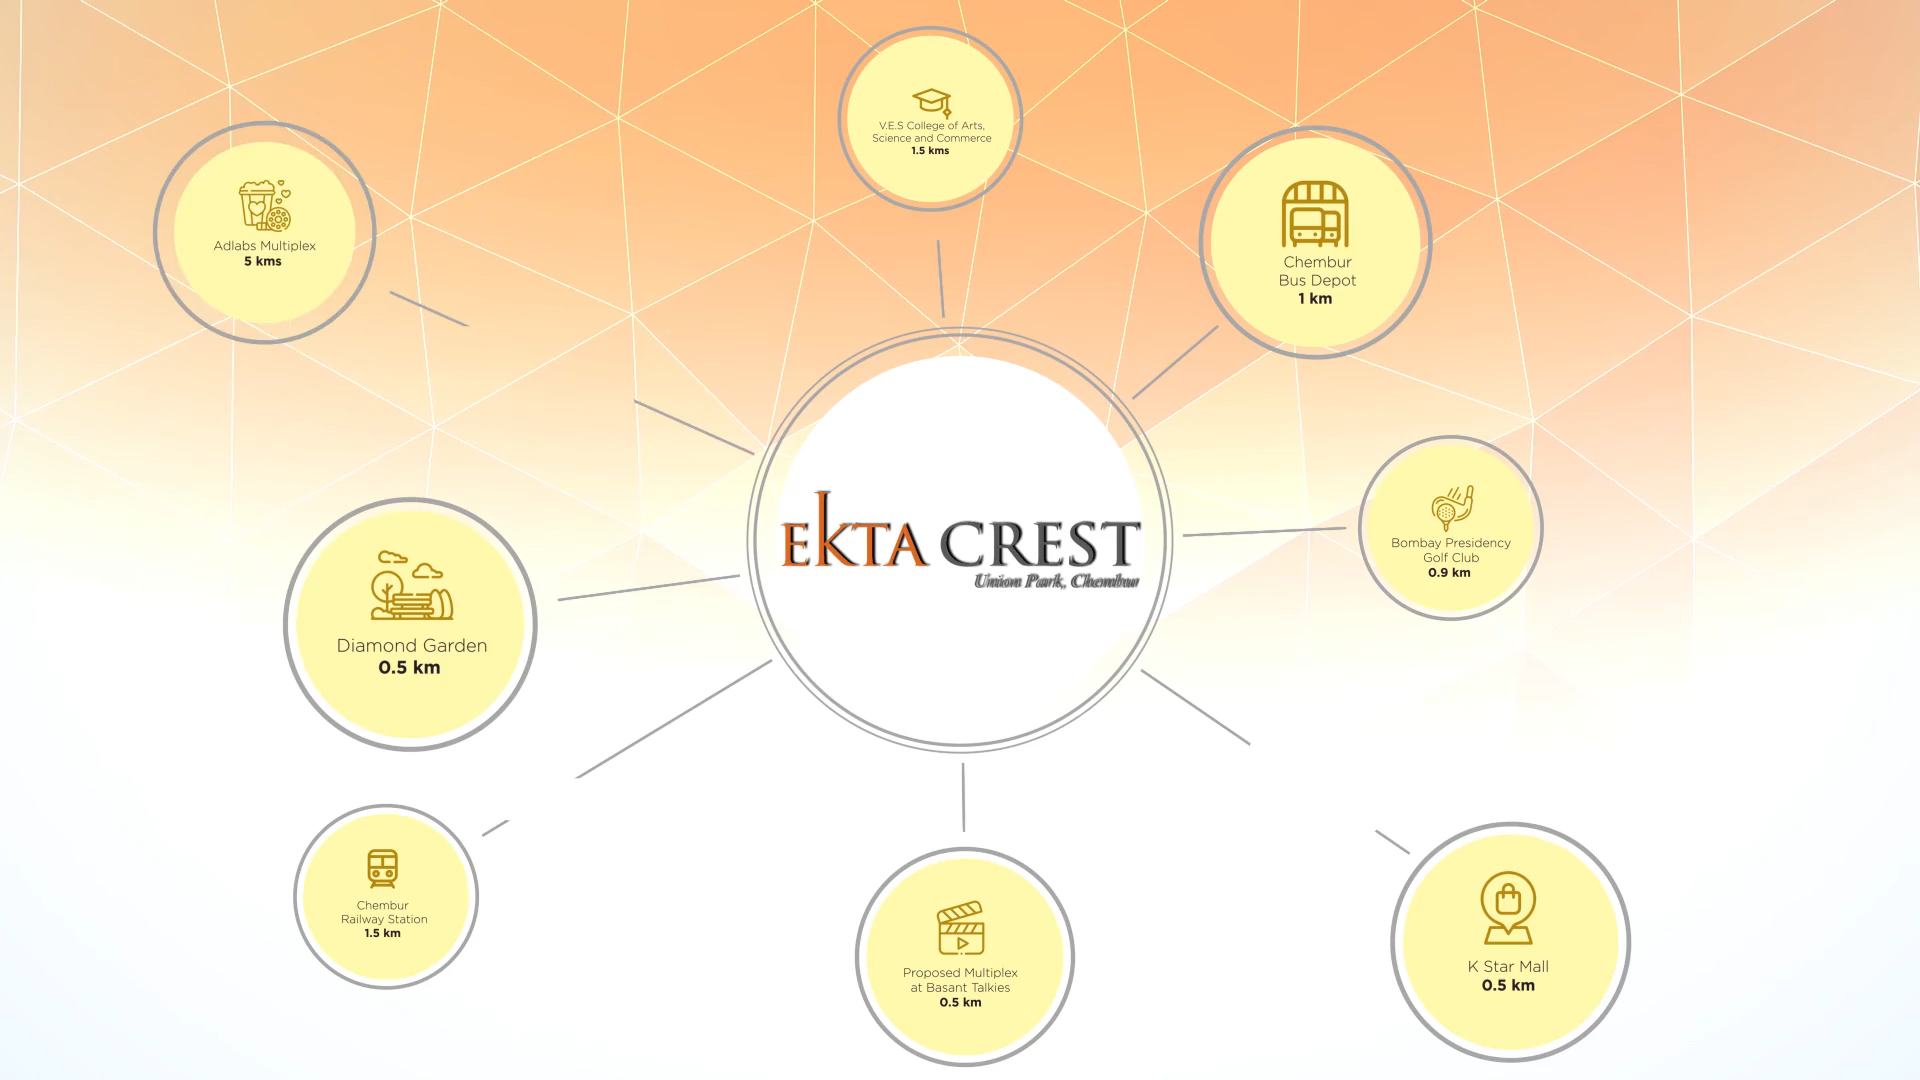 V.E.S College of Arts,
Science and Commerce
1.5 kms
Adlabs Multiplex
5 kms
Chembur
Bus Depot
1 km
EkTA CREST
Union Park, Chembur
Bombay Presidency
Golf Club
0.9 km
Diamond Garden
0.5 km
Chembur
Railway Station
1.5 km
Proposed Multiplex
at Basant Talkies
0.5 km
K Star Mall
0.5 km